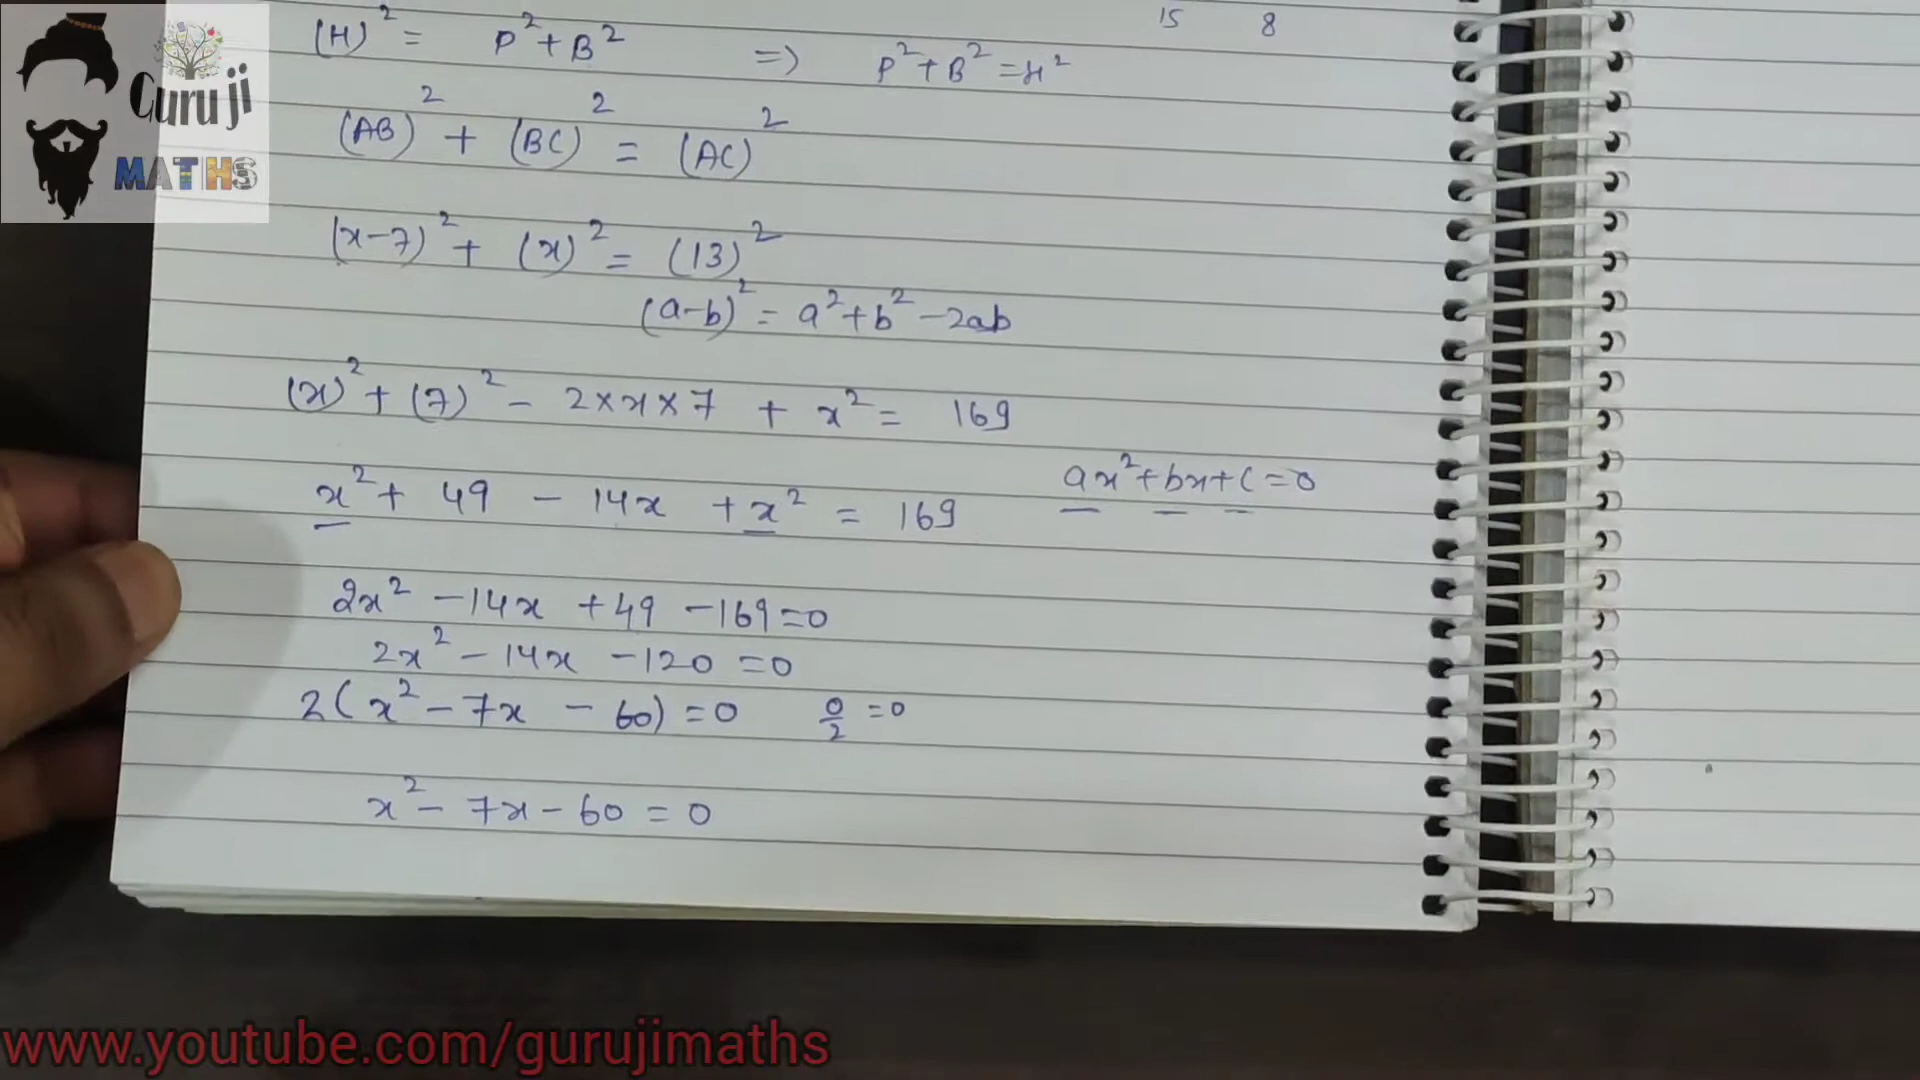 15 8
(H)² = P²+B² => P²+B²=H²
Guruji
MATHS
(AB)² + (BC)² = (AC)²
(x-7)² + (x)² = (13)²
(a-b)² = a²+b²-2ab
(x)² + (7)² - 2×x×7 + x² = 169
ax²+bx+c=0
x² + 49 - 14x + x² = 169
2x² - 14x + 49 - 169=0
2x² - 14x - 120 = 0
2(x² - 7x - 60) = 0 0/2 = 0
x² - 7x - 60 = 0
www.youtube.com/gurujimaths